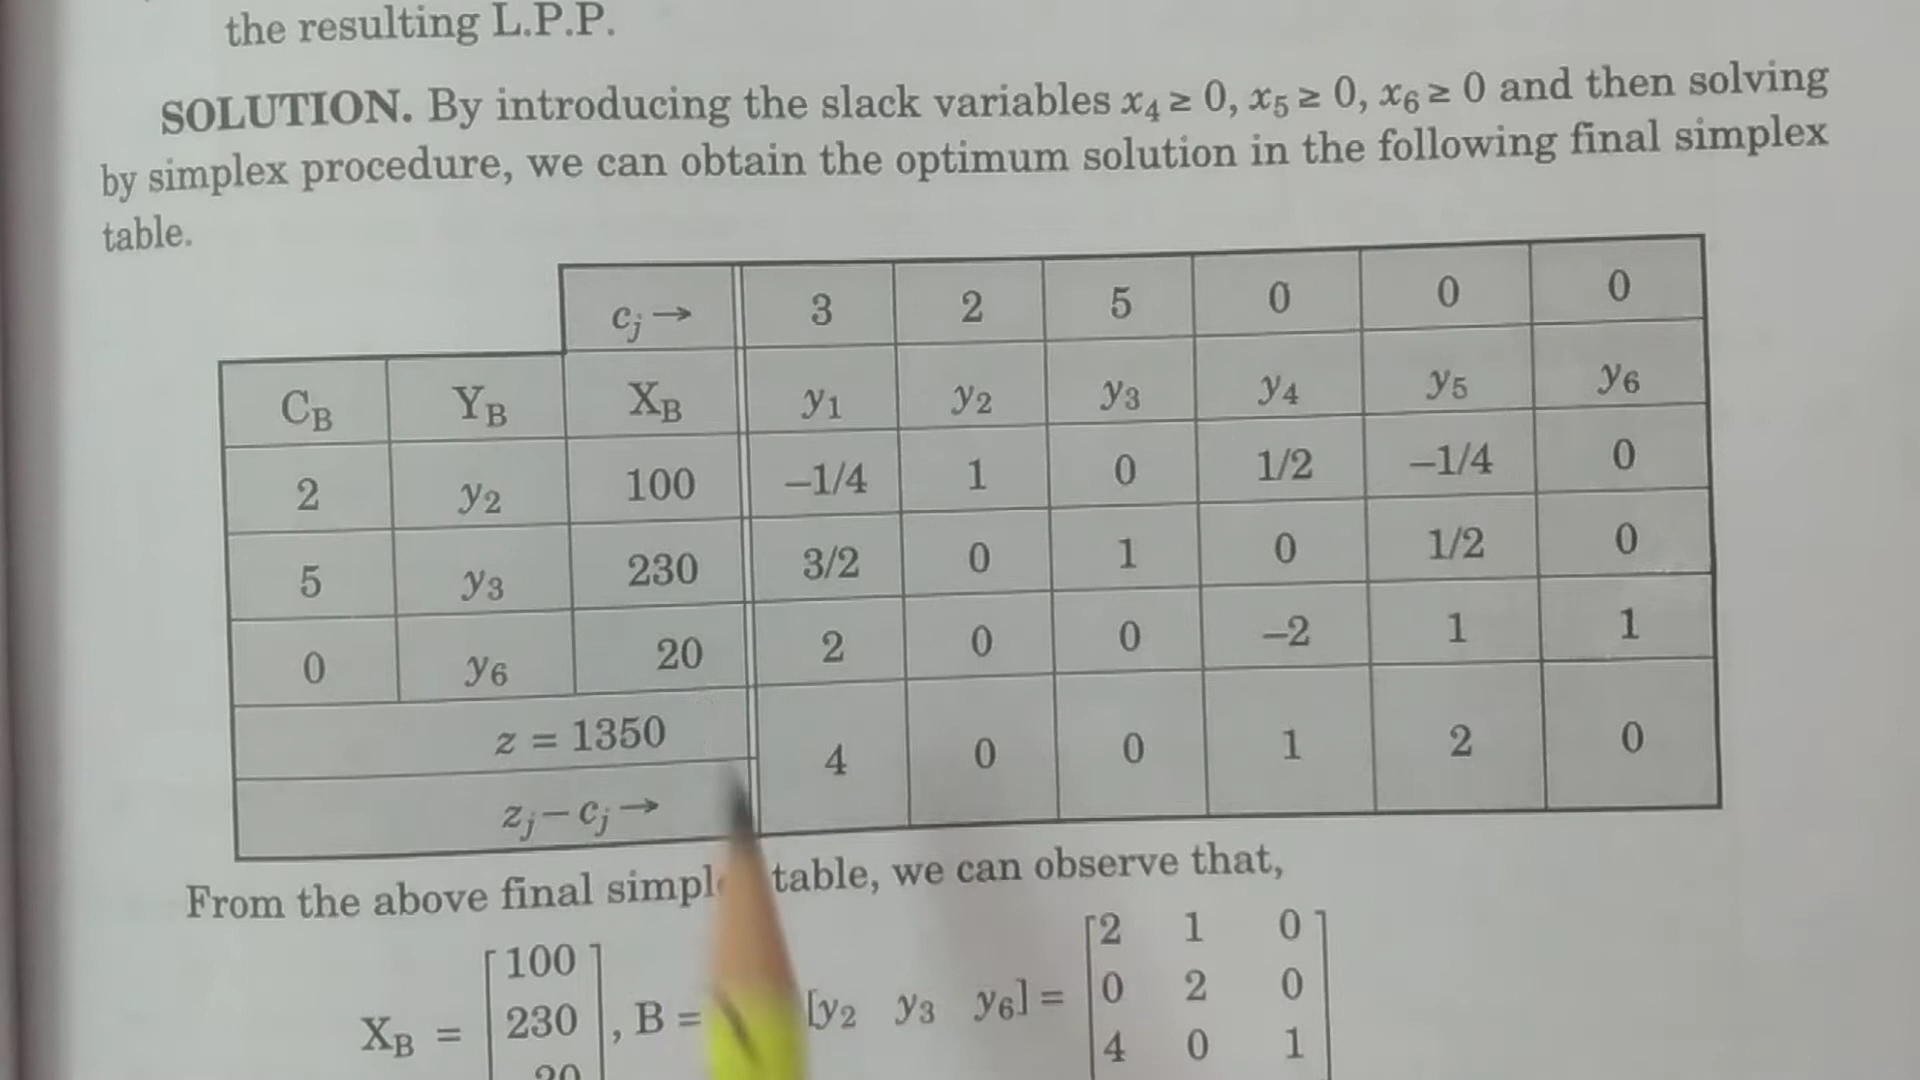 the resulting L.P.P.
SOLUTION. By introducing the slack variables x₄ ≥ 0, x₅ ≥ 0, x₆ ≥ 0 and then solving
by simplex procedure, we can obtain the optimum solution in the following final simplex
table.
cⱼ → 3 2 5 0 0 0
C_B Y_B X_B y₁ y₂ y₃ y₄ y₅ y₆
2 y₂ 100 –1/4 1 0 1/2 –1/4 0
5 y₃ 230 3/2 0 1 0 1/2 0
0 y₆ 20 2 0 0 –2 1 1
z = 1350 4 0 0 1 2 0
zⱼ – cⱼ →
From the above final table, we can observe that,
[100 [2 1 0]
X_B = 230 , B = [y₂ y₃ y₆] = 0 2 0
20] 4 0 1